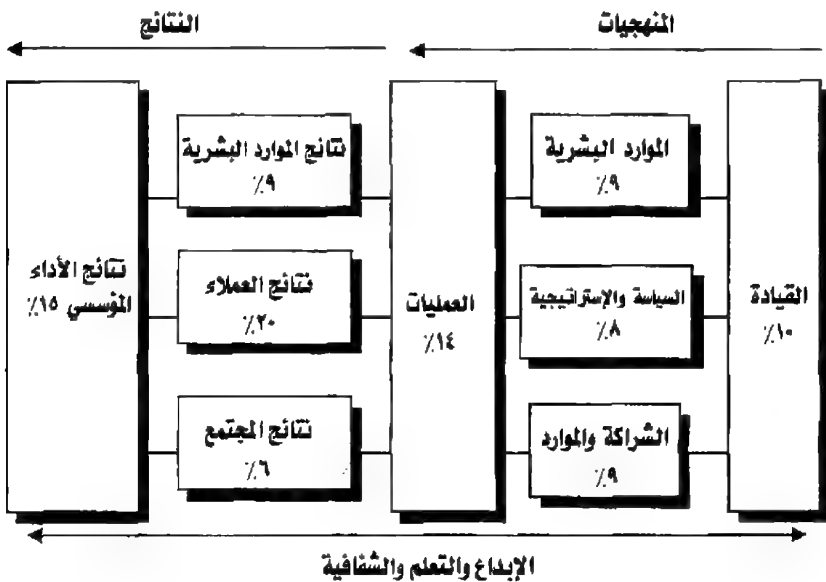 المنهجيات
النتائج
القيادة
٪١٠
الموارد البشرية
٪٩
السياسة والإستراتيجية
٪٨
الشراكة والموارد
٪٩
العمليات
٪١٤
نتائج الموارد البشرية
٪٩
نتائج العملاء
٪٢٠
نتائج المجتمع
٪٦
نتائج الأداء
المؤسسي ١٥٪
الإبداع والتعلم والشفافية